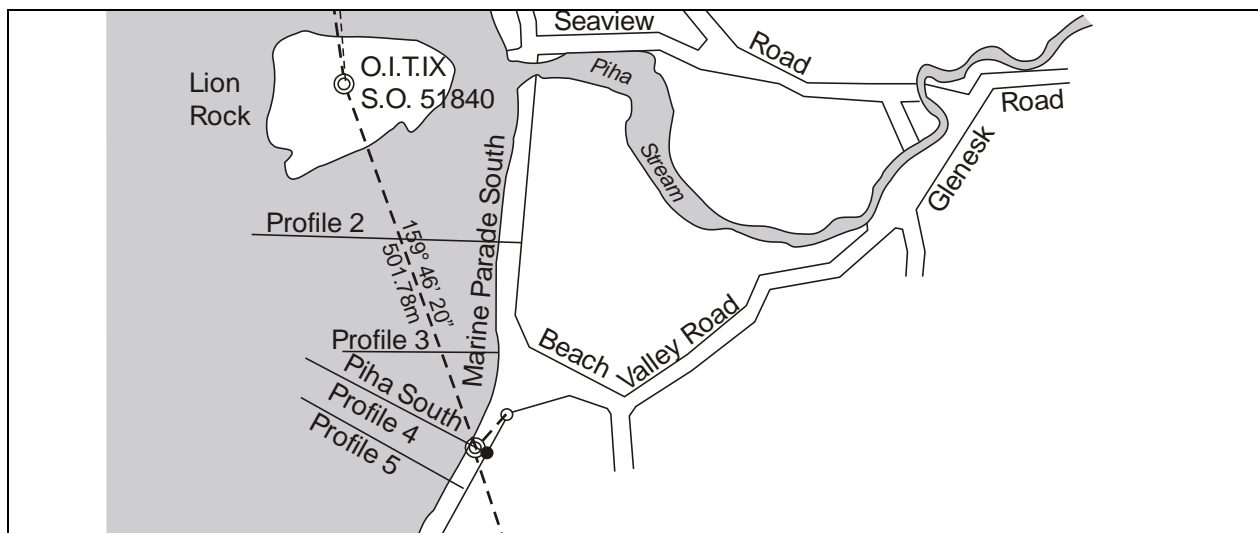 Seaview
Road
Lion
Rock
O.I.T.IX
S.O. 51840
Piha
Stream
Road
Glenesk
Marine Parade South
Profile 2
159° 46' 20"
501.78m
Profile 3
Beach
Valley Road
Piha South
Profile 4
Profile 5